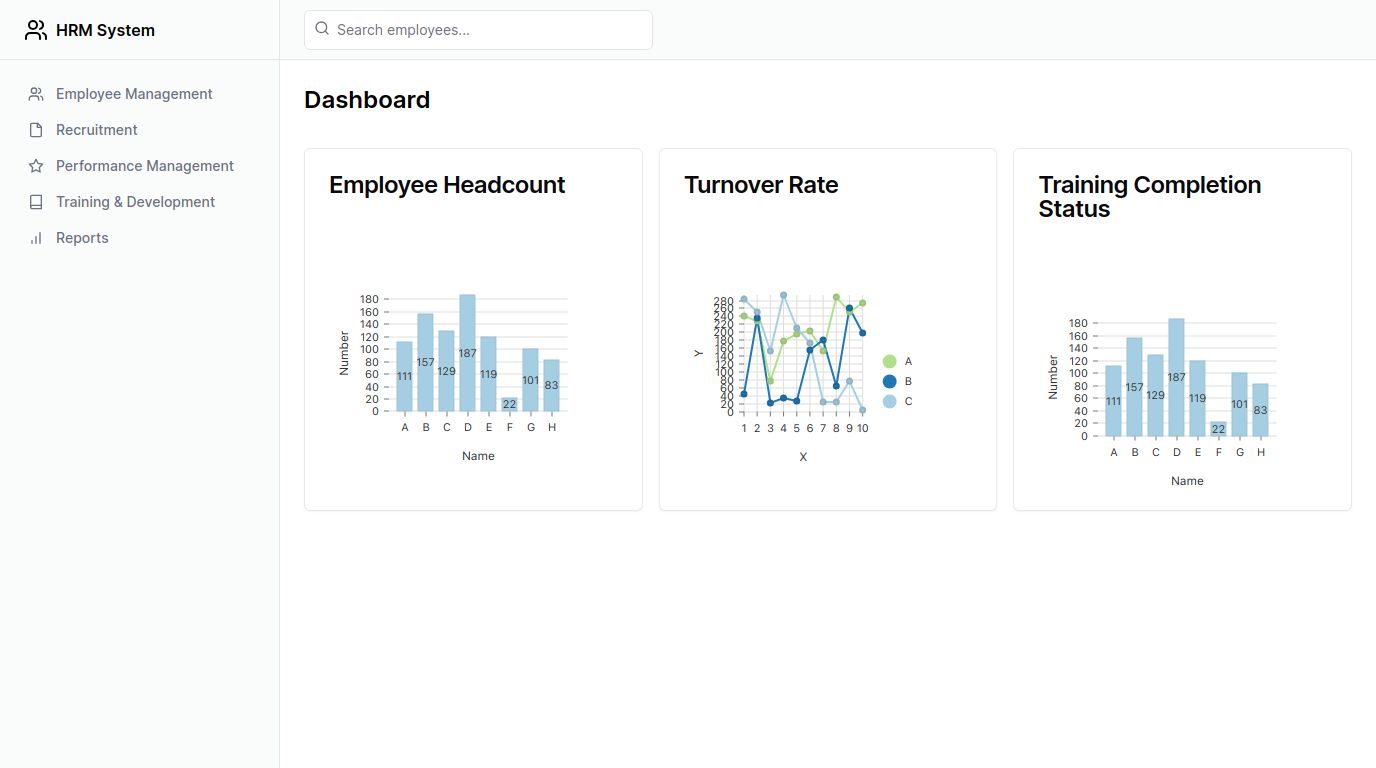 HRM System
Search employees...
Employee Management
Recruitment
Performance Management
Training & Development
Reports
Dashboard
Employee Headcount
180
160
140
120
100
80
60
40
20
0
Number
111
157
129
187
119
22
101
83
A B C D E F G H
Name
Turnover Rate
280
260
240
220
200
180
160
140
120
100
80
60
40
20
0
Y
1 2 3 4 5 6 7 8 9 10
X
A
B
C
Training Completion
Status
180
160
140
120
100
80
60
40
20
0
Number
111
157
129
187
119
22
101
83
A B C D E F G H
Name